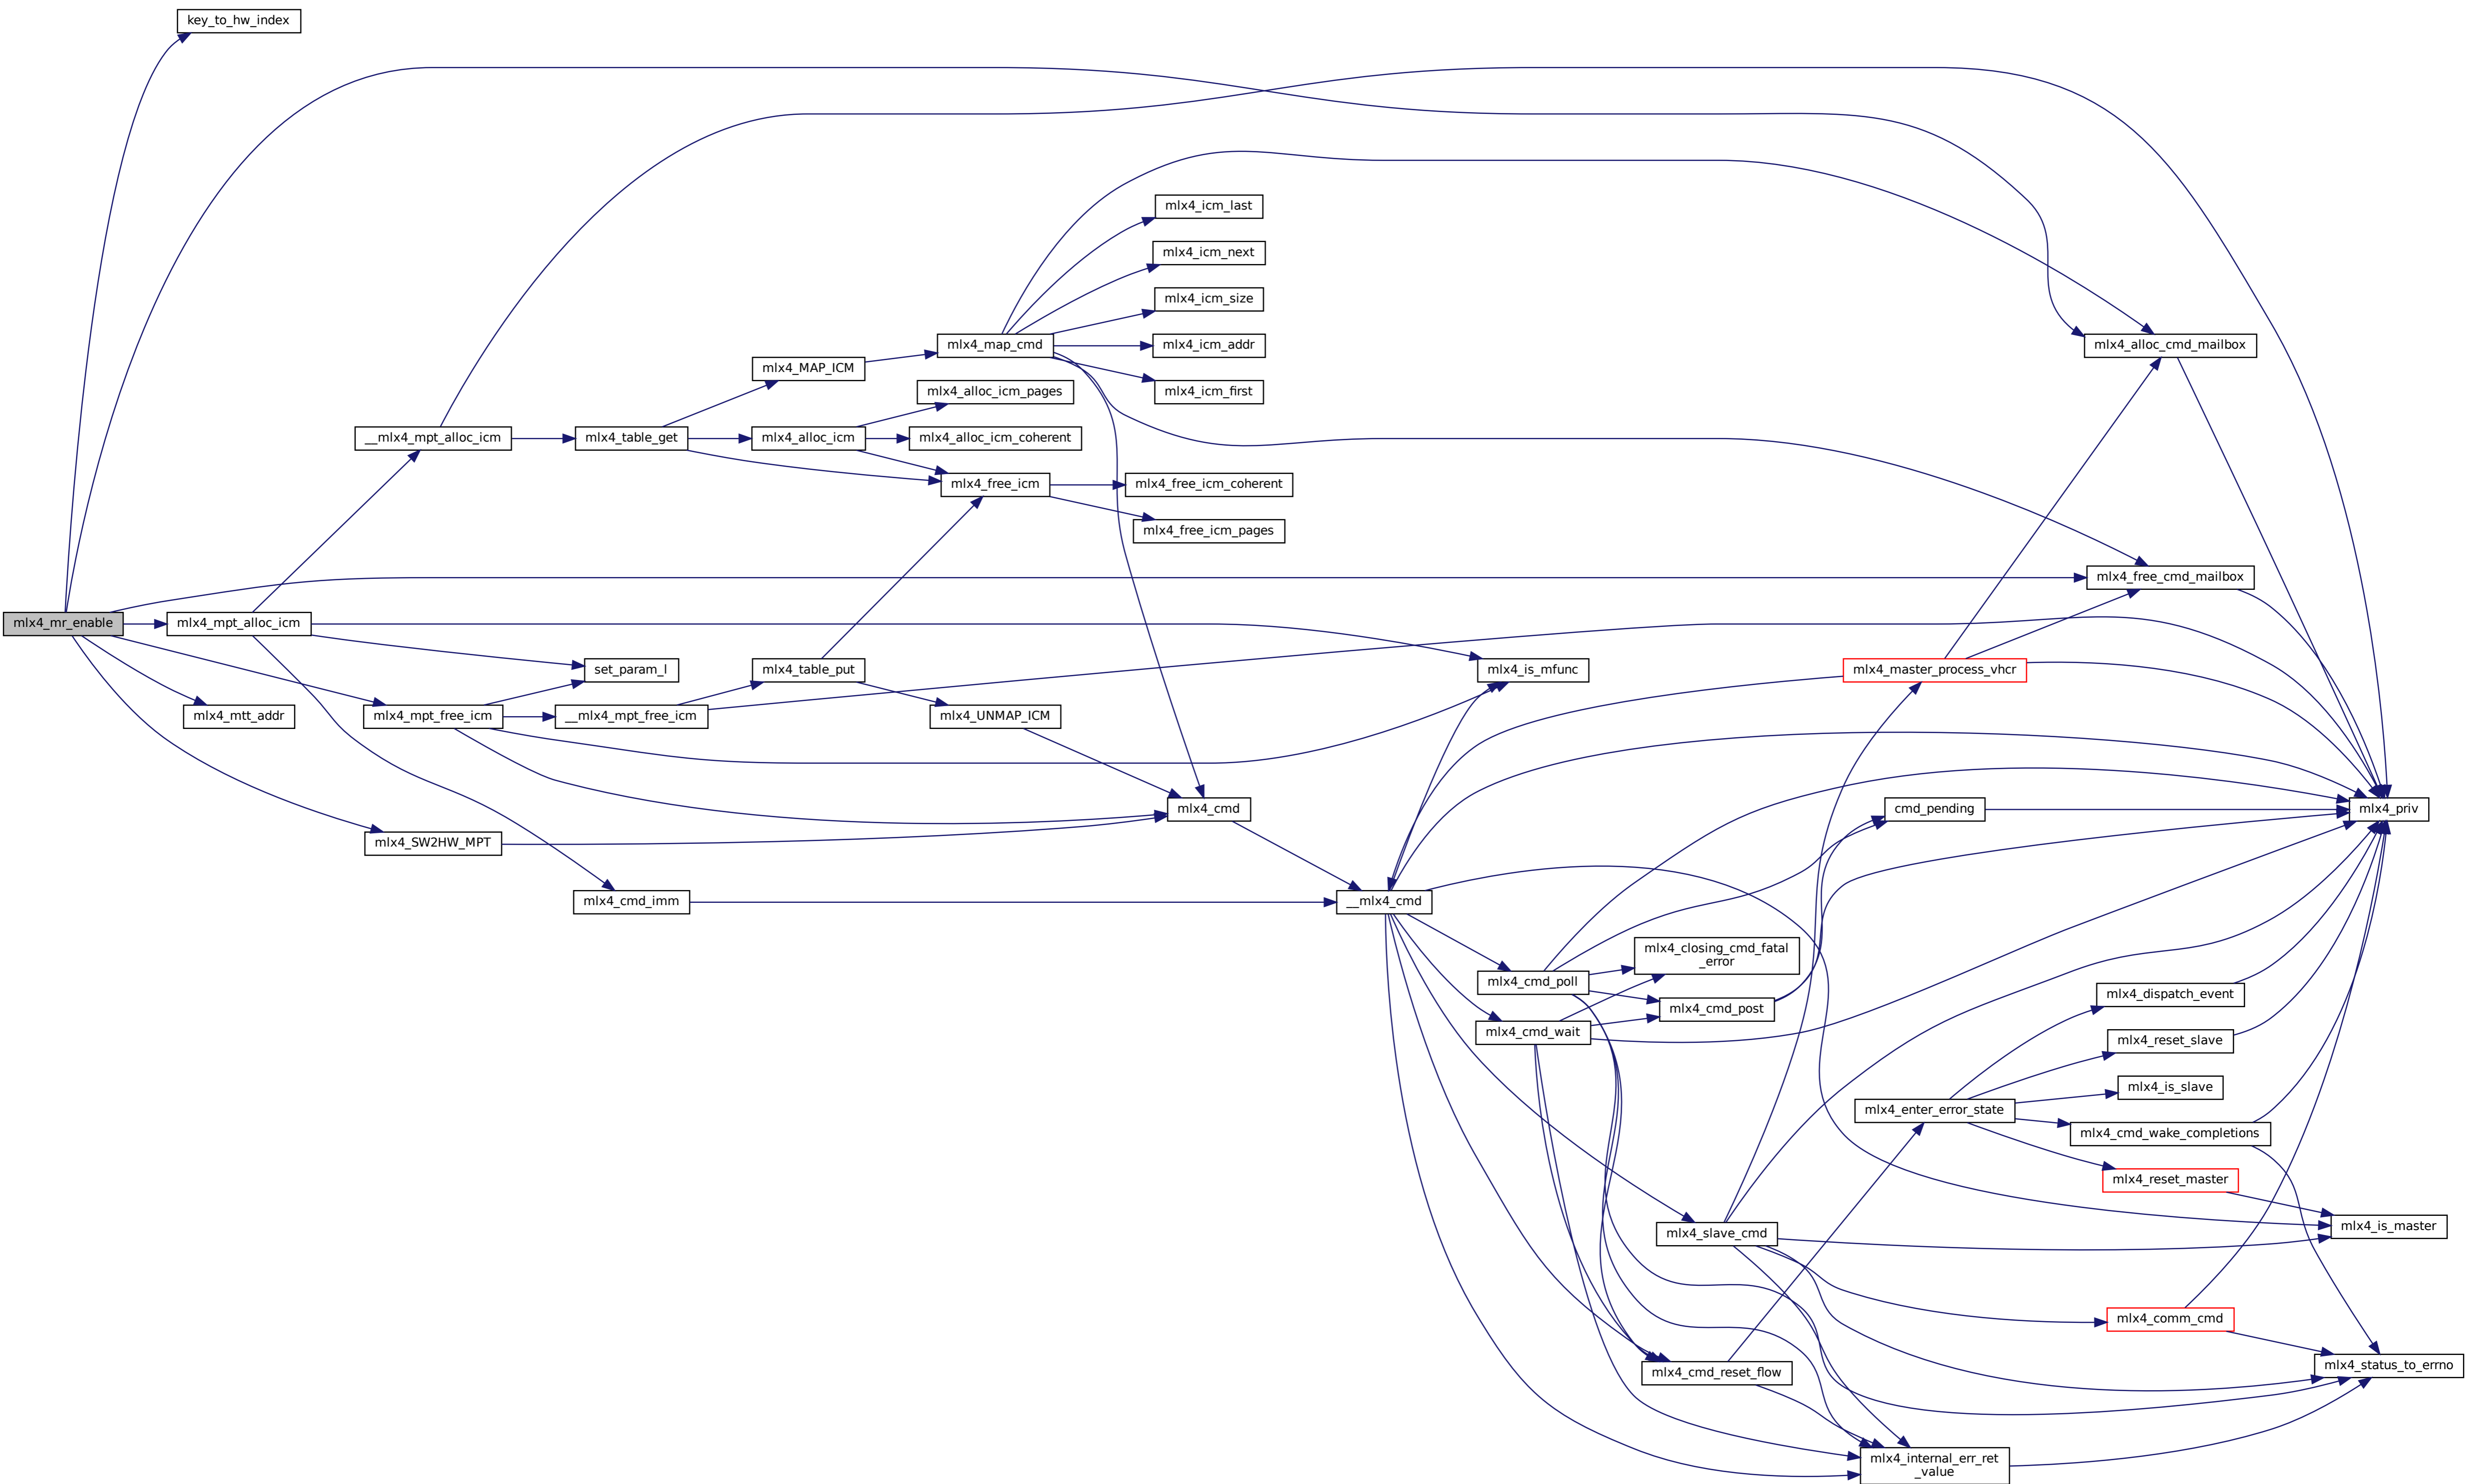 key_to_hw_index
mlx4_icm_last
mlx4_icm_next
mlx4_icm_size
mlx4_map_cmd
mlx4_icm_addr
mlx4_alloc_cmd_mailbox
mlx4_MAP_ICM
mlx4_alloc_icm_pages
mlx4_icm_first
__mlx4_mpt_alloc_icm
mlx4_table_get
mlx4_alloc_icm
mlx4_alloc_icm_coherent
mlx4_free_icm
mlx4_free_icm_coherent
mlx4_free_icm_pages
mlx4_free_cmd_mailbox
mlx4_mr_enable
mlx4_mpt_alloc_icm
set_param_l
mlx4_table_put
mlx4_is_mfunc
mlx4_master_process_vhcr
mlx4_mtt_addr
mlx4_mpt_free_icm
__mlx4_mpt_free_icm
mlx4_UNMAP_ICM
mlx4_cmd
cmd_pending
mlx4_priv
mlx4_SW2HW_MPT
mlx4_cmd_imm
__mlx4_cmd
mlx4_closing_cmd_fatal
_error
mlx4_cmd_poll
mlx4_dispatch_event
mlx4_cmd_post
mlx4_cmd_wait
mlx4_reset_slave
mlx4_is_slave
mlx4_enter_error_state
mlx4_cmd_wake_completions
mlx4_reset_master
mlx4_slave_cmd
mlx4_is_master
mlx4_comm_cmd
mlx4_cmd_reset_flow
mlx4_status_to_errno
mlx4_internal_err_ret
_value